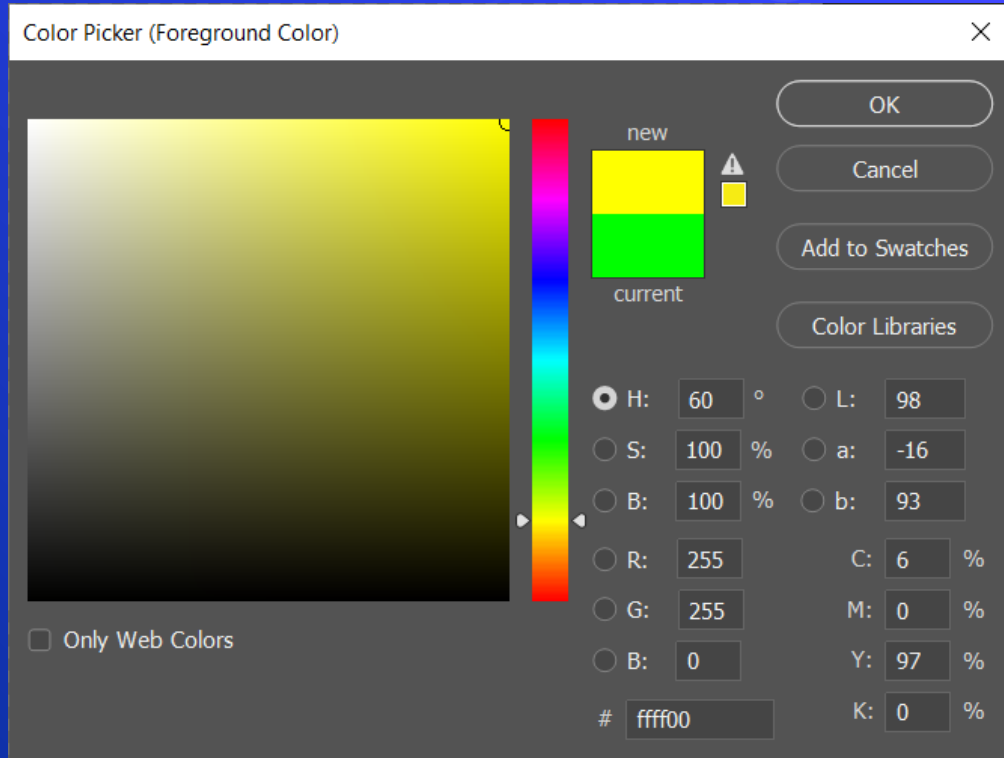 Color Picker (Foreground Color)
new
current
OK
Cancel
Add to Swatches
Color Libraries
H: 60 °
S: 100 %
B: 100 %
R: 255
G: 255
B: 0
# ffff00
L: 98
a: -16
b: 93
C: 6 %
M: 0 %
Y: 97 %
K: 0 %
Only Web Colors